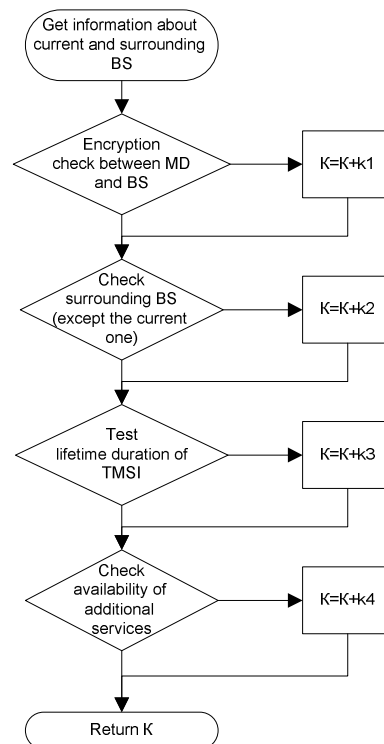 Get information about
current and surrounding
BS
Encryption
check between MD
and BS
K=K+k1
Check
surrounding BS
(except the current
one)
K=K+k2
Test
lifetime duration of
TMSI
K=K+k3
Check
availability of
additional
services
K=K+k4
Return K